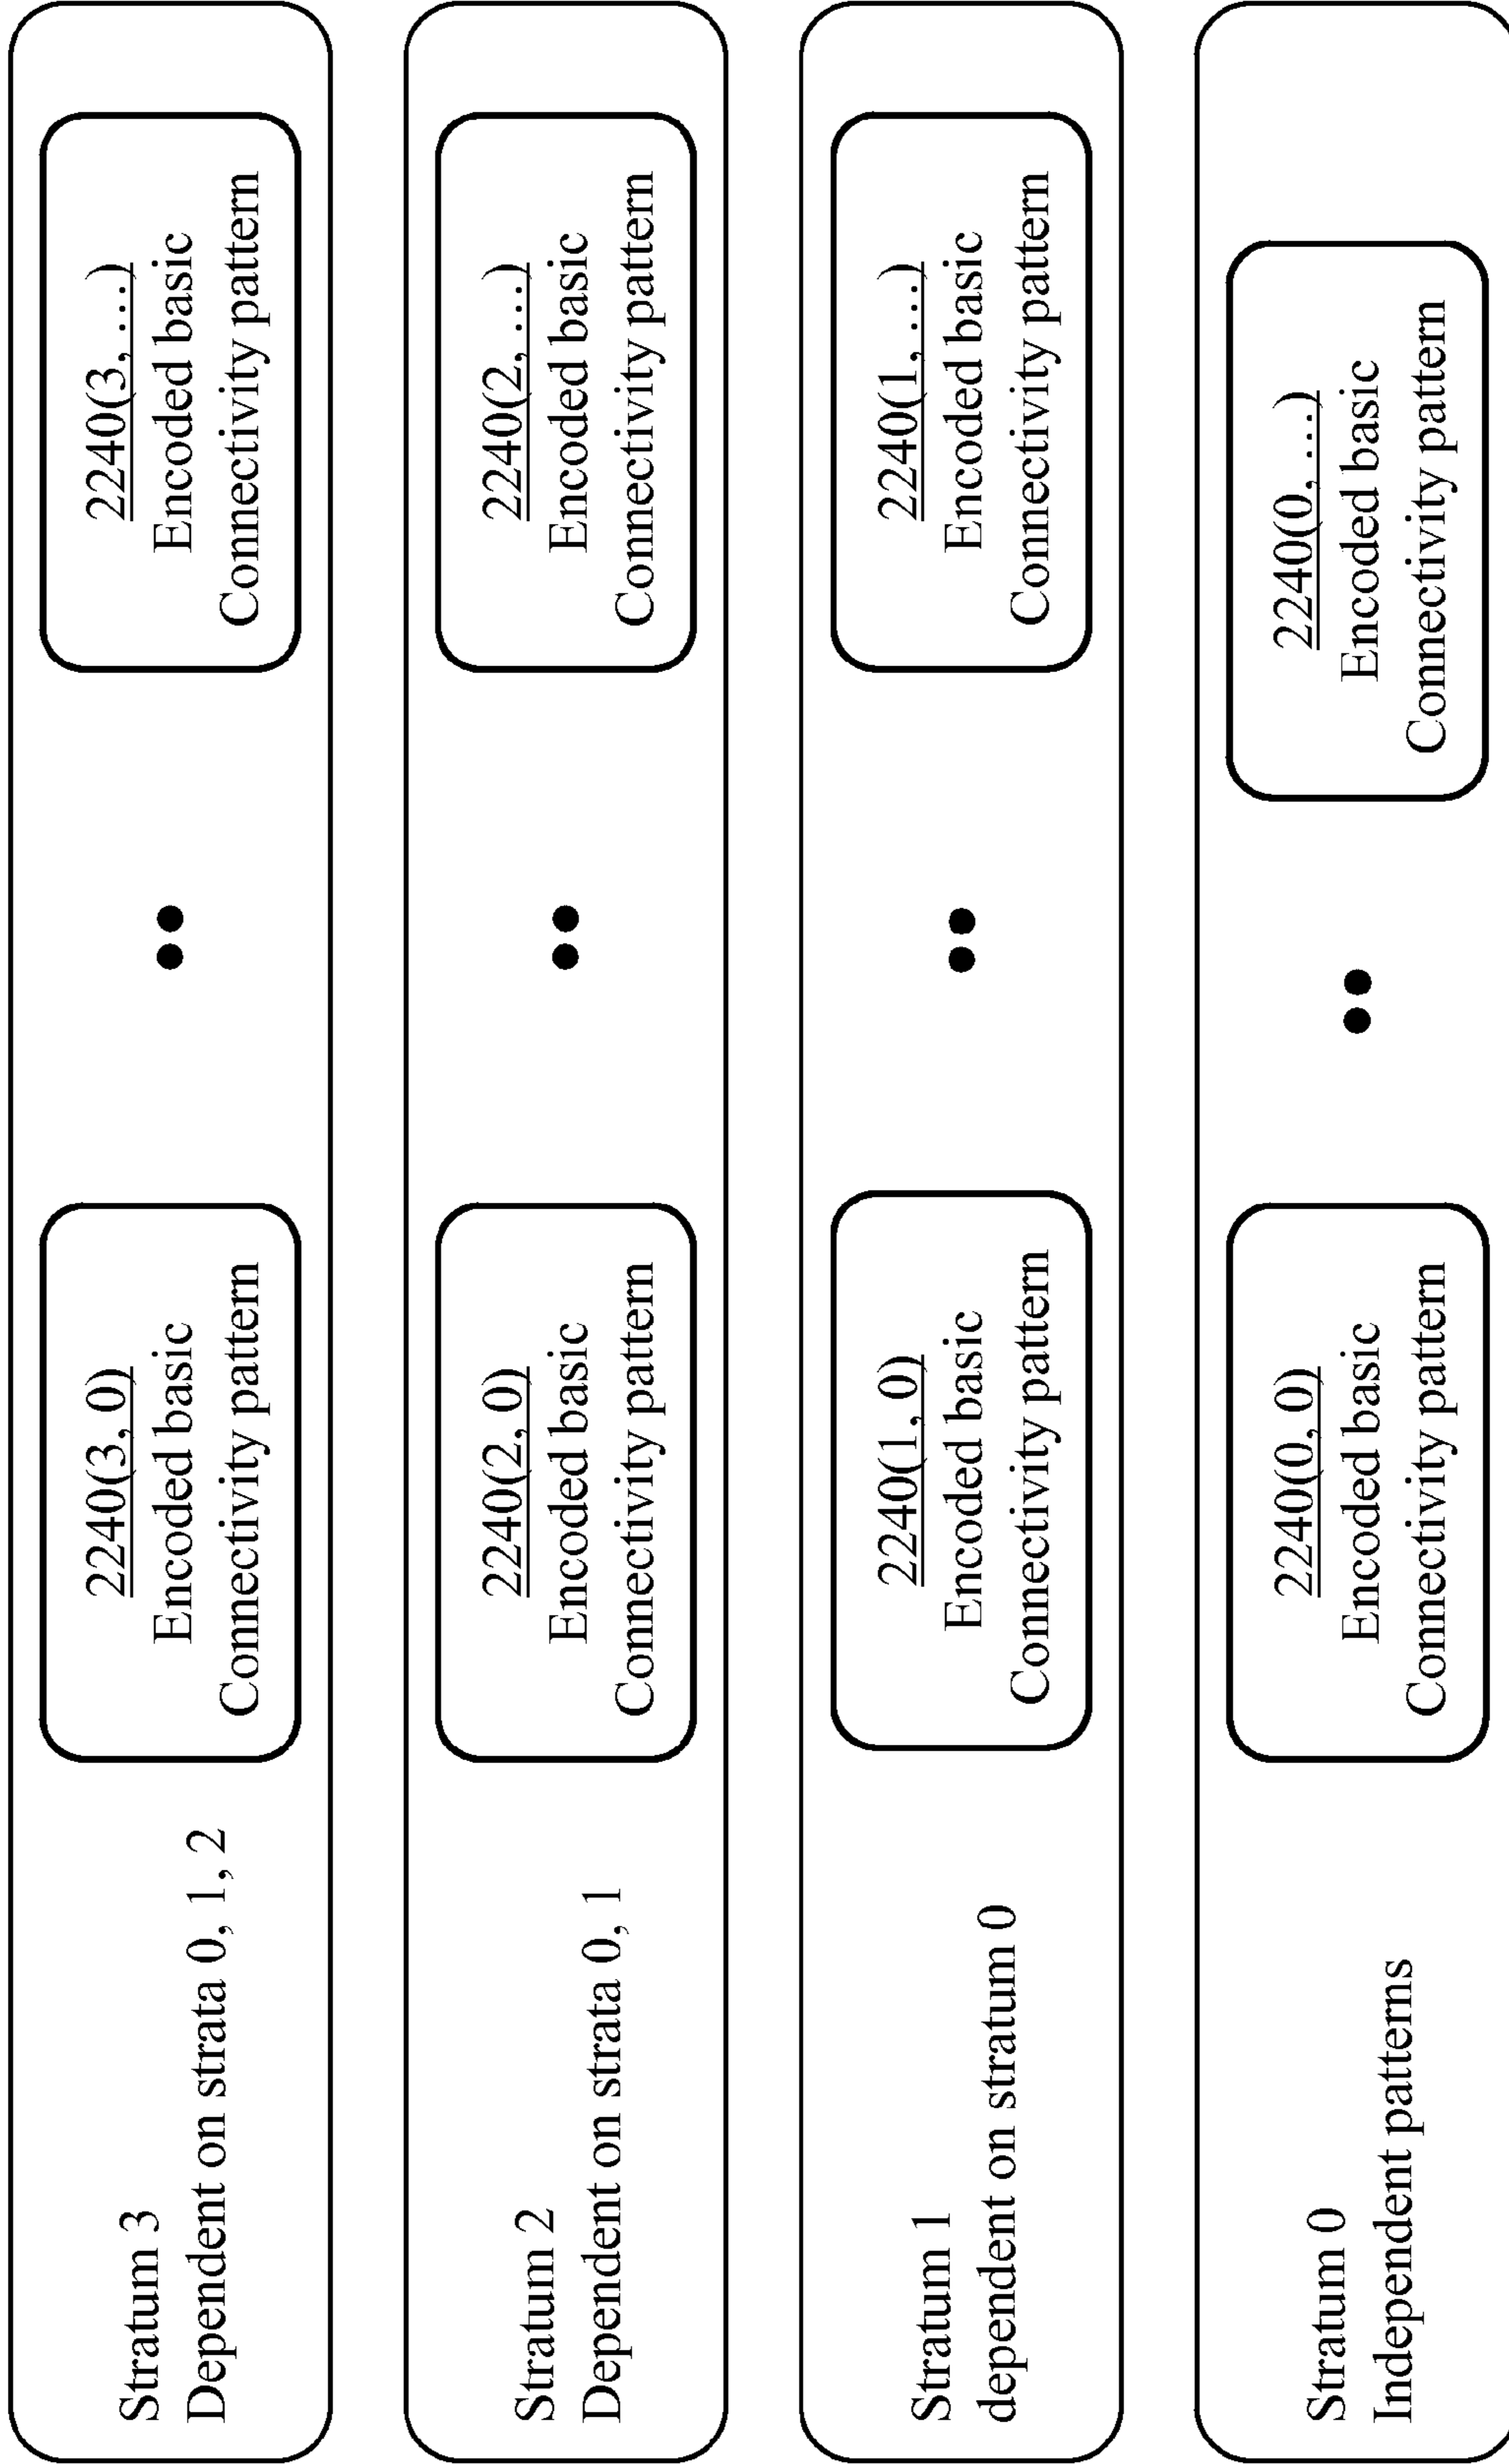 Stratum 3
Dependent on strata 0, 1, 2
2240(3, 0)
Encoded basic
Connectivity pattern
2240(3, ...)
Encoded basic
Connectivity pattern
Stratum 2
Dependent on strata 0, 1
2240(2, 0)
Encoded basic
Connectivity pattern
2240(2, ...)
Encoded basic
Connectivity pattern
Stratum 1
dependent on stratum 0
2240(1, 0)
Encoded basic
Connectivity pattern
2240(1, ...)
Encoded basic
Connectivity pattern
Stratum 0
Independent patterns
2240(0, 0)
Encoded basic
Connectivity pattern
2240(0, ...)
Encoded basic
Connectivity pattern